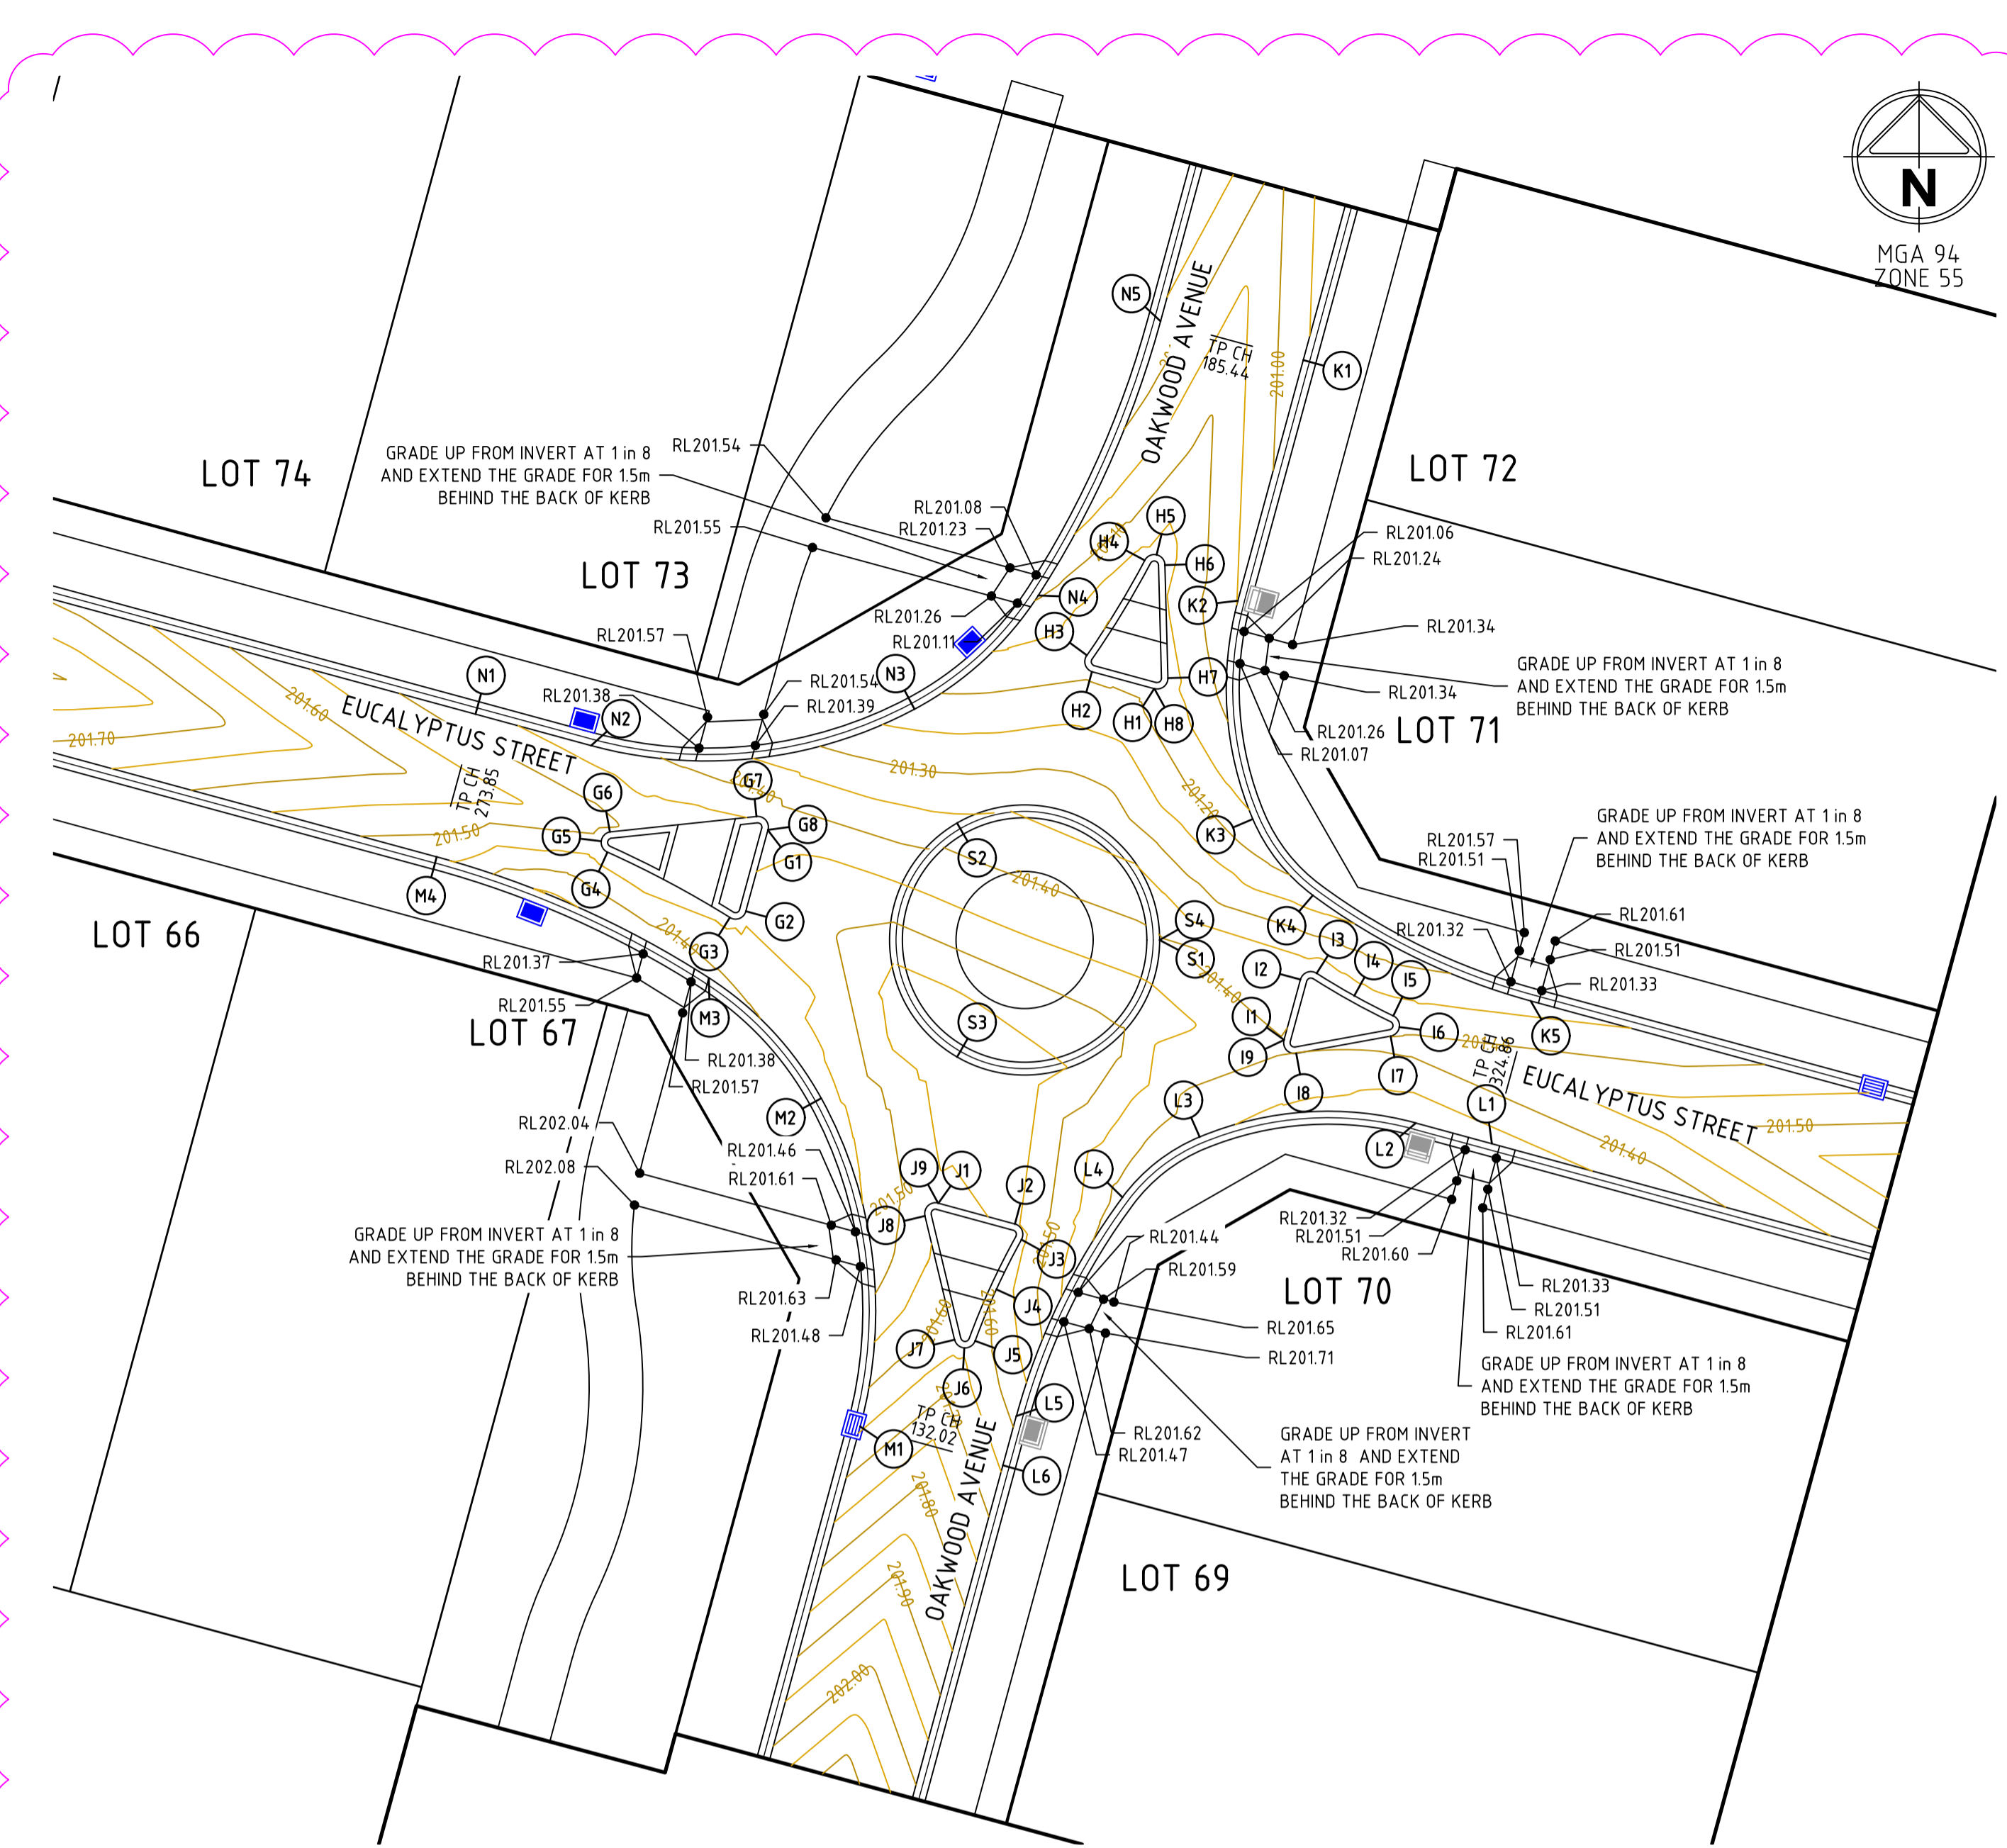 N
MGA 94
ZONE 55
N5
OAKWOOD AVENUE
TP CH
185.44
201.00
K1
LOT 74
GRADE UP FROM INVERT AT 1 in 8
AND EXTEND THE GRADE FOR 1.5m
BEHIND THE BACK OF KERB
RL201.54
RL201.55
RL201.08
RL201.23
LOT 72
H5
H4
H6
RL201.06
RL201.24
LOT 73
RL201.26
RL201.11
N4
H3
K2
RL201.57
RL201.34
GRADE UP FROM INVERT AT 1 in 8
AND EXTEND THE GRADE FOR 1.5m
BEHIND THE BACK OF KERB
N1
N3
H7
RL201.34
RL201.38
RL201.54
RL201.39
201.60
EUCALYPTUS STREET
N2
H2
H1
H8
RL201.26
LOT 71
RL201.07
201.70
TP CH
273.85
G7
201.40
201.30
201.20
G6
G5
201.50
G8
G1
K3
GRADE UP FROM INVERT AT 1 in 8
AND EXTEND THE GRADE FOR 1.5m
BEHIND THE BACK OF KERB
RL201.57
RL201.51
S2
201.40
M4
G4
G2
G3
201.40
LOT 66
S4
S1
201.40
K4
I3
I4
I5
I2
RL201.32
RL201.61
RL201.51
RL201.33
RL201.37
RL201.55
LOT 67
M3
S3
I1
I6
I9
I7
I8
K5
TP CH
324.86
EUCALYPTUS STREET
201.50
201.40
RL201.38
RL201.57
M2
L3
L1
L2
RL202.04
RL202.08
RL201.46
RL201.61
J9
J1
J2
L4
201.50
J8
J3
201.50
GRADE UP FROM INVERT AT 1 in 8
AND EXTEND THE GRADE FOR 1.5m
BEHIND THE BACK OF KERB
RL201.44
RL201.59
RL201.32
RL201.51
RL201.60
LOT 70
RL201.33
RL201.51
RL201.61
RL201.63
RL201.48
201.60
201.60
J4
J7
J5
J6
RL201.65
RL201.71
GRADE UP FROM INVERT AT 1 in 8
AND EXTEND THE GRADE FOR 1.5m
BEHIND THE BACK OF KERB
TP CH
132.02
M1
L5
L6
RL201.62
RL201.47
GRADE UP FROM INVERT
AT 1 in 8 AND EXTEND
THE GRADE FOR 1.5m
BEHIND THE BACK OF KERB
201.80
OAKWOOD AVENUE
201.90
LOT 69
202.00